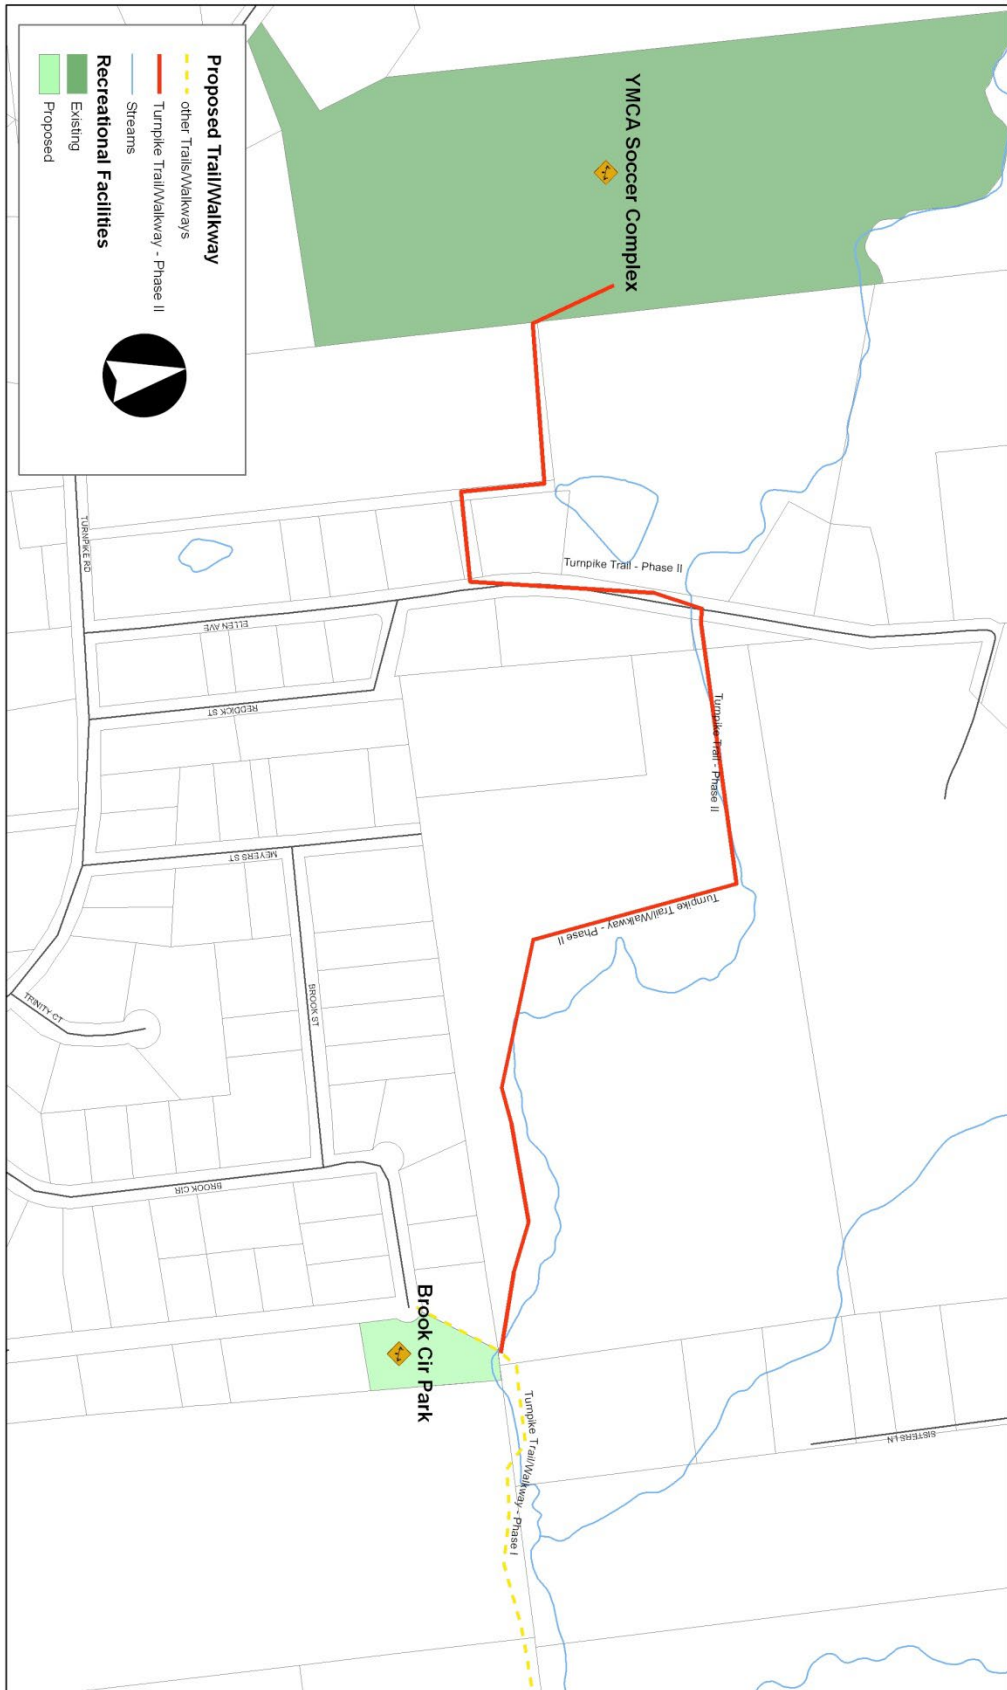 YMCA Soccer Complex
Proposed Trail/Walkway
other Trails/Walkways
Turnpike Trail/Walkway - Phase II
Streams
Recreational Facilities
Existing
Proposed
TURNPIKE RD
ELLEN AVE
REDDICK ST
MEYERS ST
BROOK ST
TRINITY CT
BROOK CIR
Turnpike Trail - Phase II
Turnpike Trail - Phase II
Turnpike Trail/Walkway - Phase II
Brook Cir Park
Turnpike Trail/Walkway - Phase I
SISTERS LN